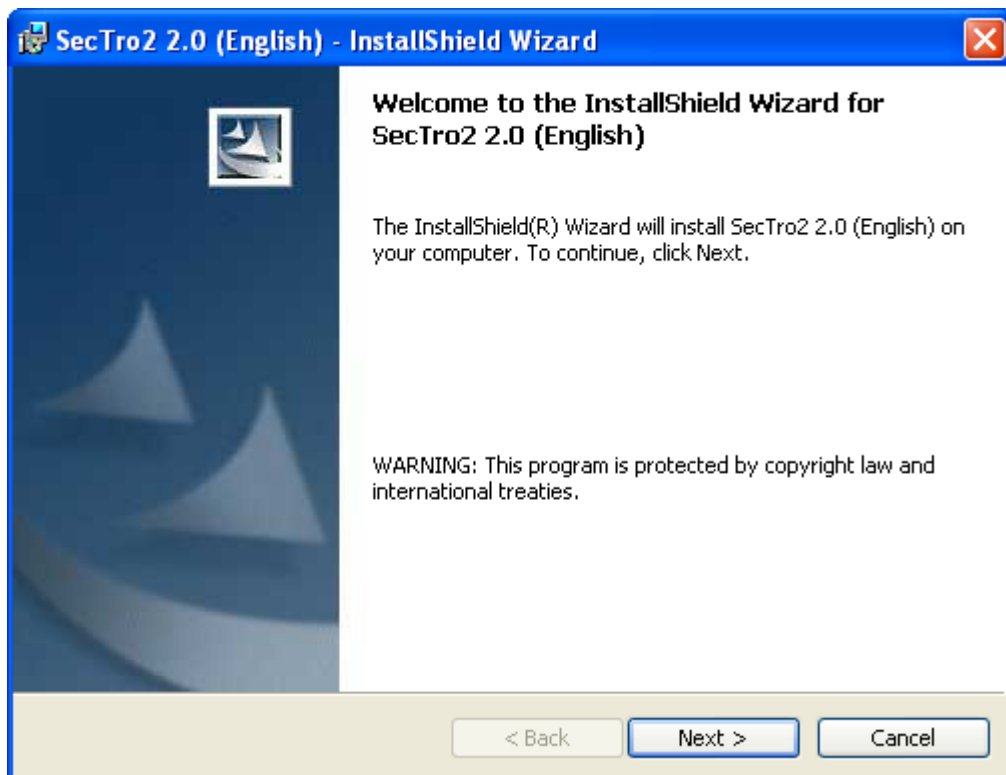 SecTro2 2.0 (English) - InstallShield Wizard
Welcome to the InstallShield Wizard for
SecTro2 2.0 (English)
The InstallShield(R) Wizard will install SecTro2 2.0 (English) on
your computer. To continue, click Next.
WARNING: This program is protected by copyright law and
international treaties.
< Back
Next >
Cancel